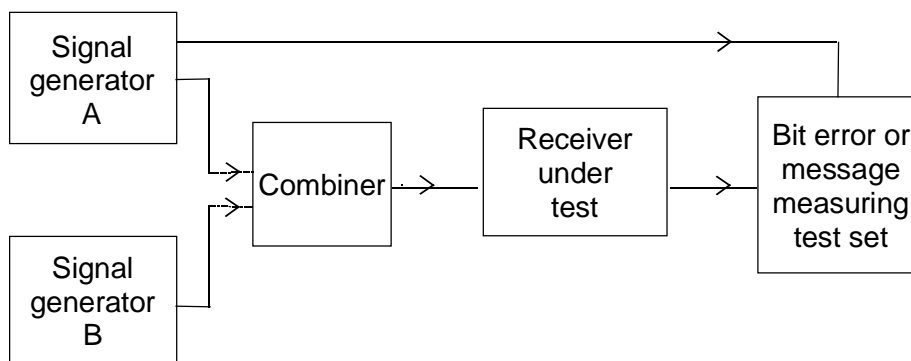 Signal
generator
A
Combiner
Receiver
under
test
Bit error or
message
measuring
test set
Signal
generator
B